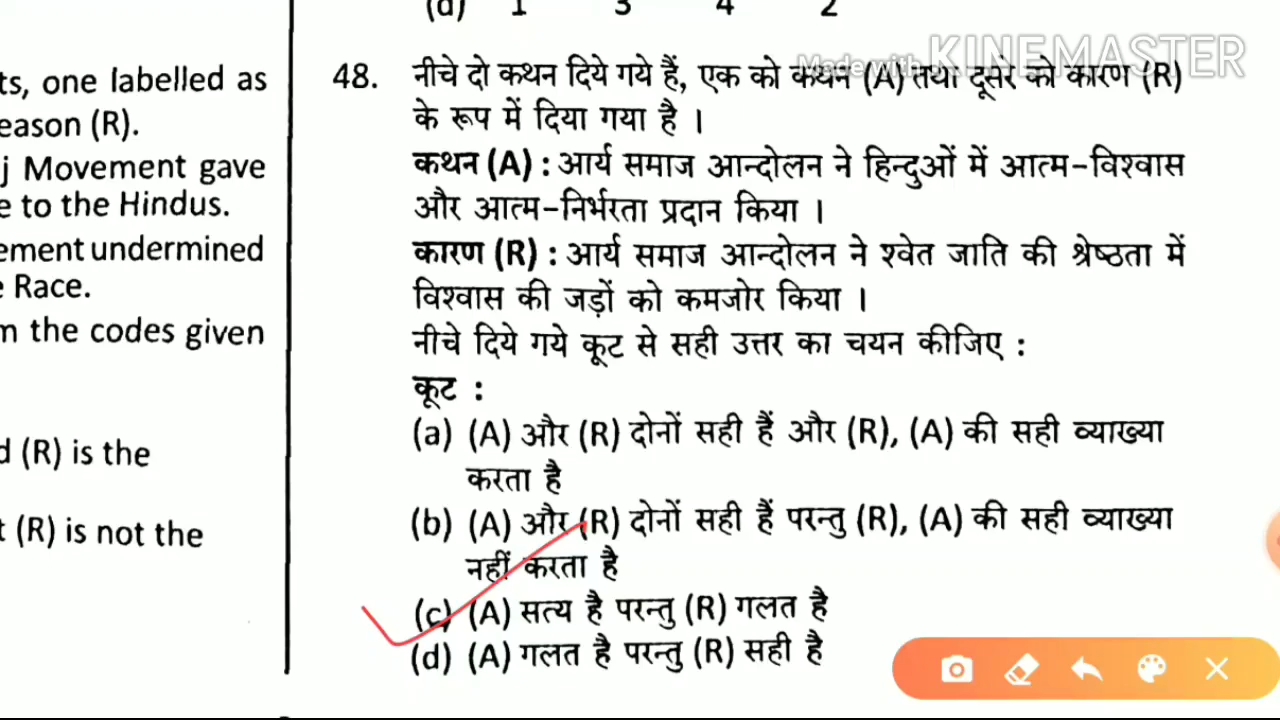 (d) 1 3 4 2
Made with KINEMASTER
ts, one labelled as
eason (R).
j Movement gave
e to the Hindus.
ement undermined
e Race.
m the codes given
d (R) is the
t (R) is not the
48. नीचे दो कथन दिये गये हैं, एक को कथन (A) तथा दूसरे को कारण (R)
के रूप में दिया गया है ।
कथन (A) : आर्य समाज आन्दोलन ने हिन्दुओं में आत्म-विश्वास
और आत्म-निर्भरता प्रदान किया ।
कारण (R) : आर्य समाज आन्दोलन ने श्वेत जाति की श्रेष्ठता में
विश्वास की जड़ों को कमजोर किया ।
नीचे दिये गये कूट से सही उत्तर का चयन कीजिए :
कूट :
(a) (A) और (R) दोनों सही हैं और (R), (A) की सही व्याख्या
करता है
(b) (A) और (R) दोनों सही हैं परन्तु (R), (A) की सही व्याख्या
नहीं करता है
(c) (A) सत्य है परन्तु (R) गलत है
(d) (A) गलत है परन्तु (R) सही है